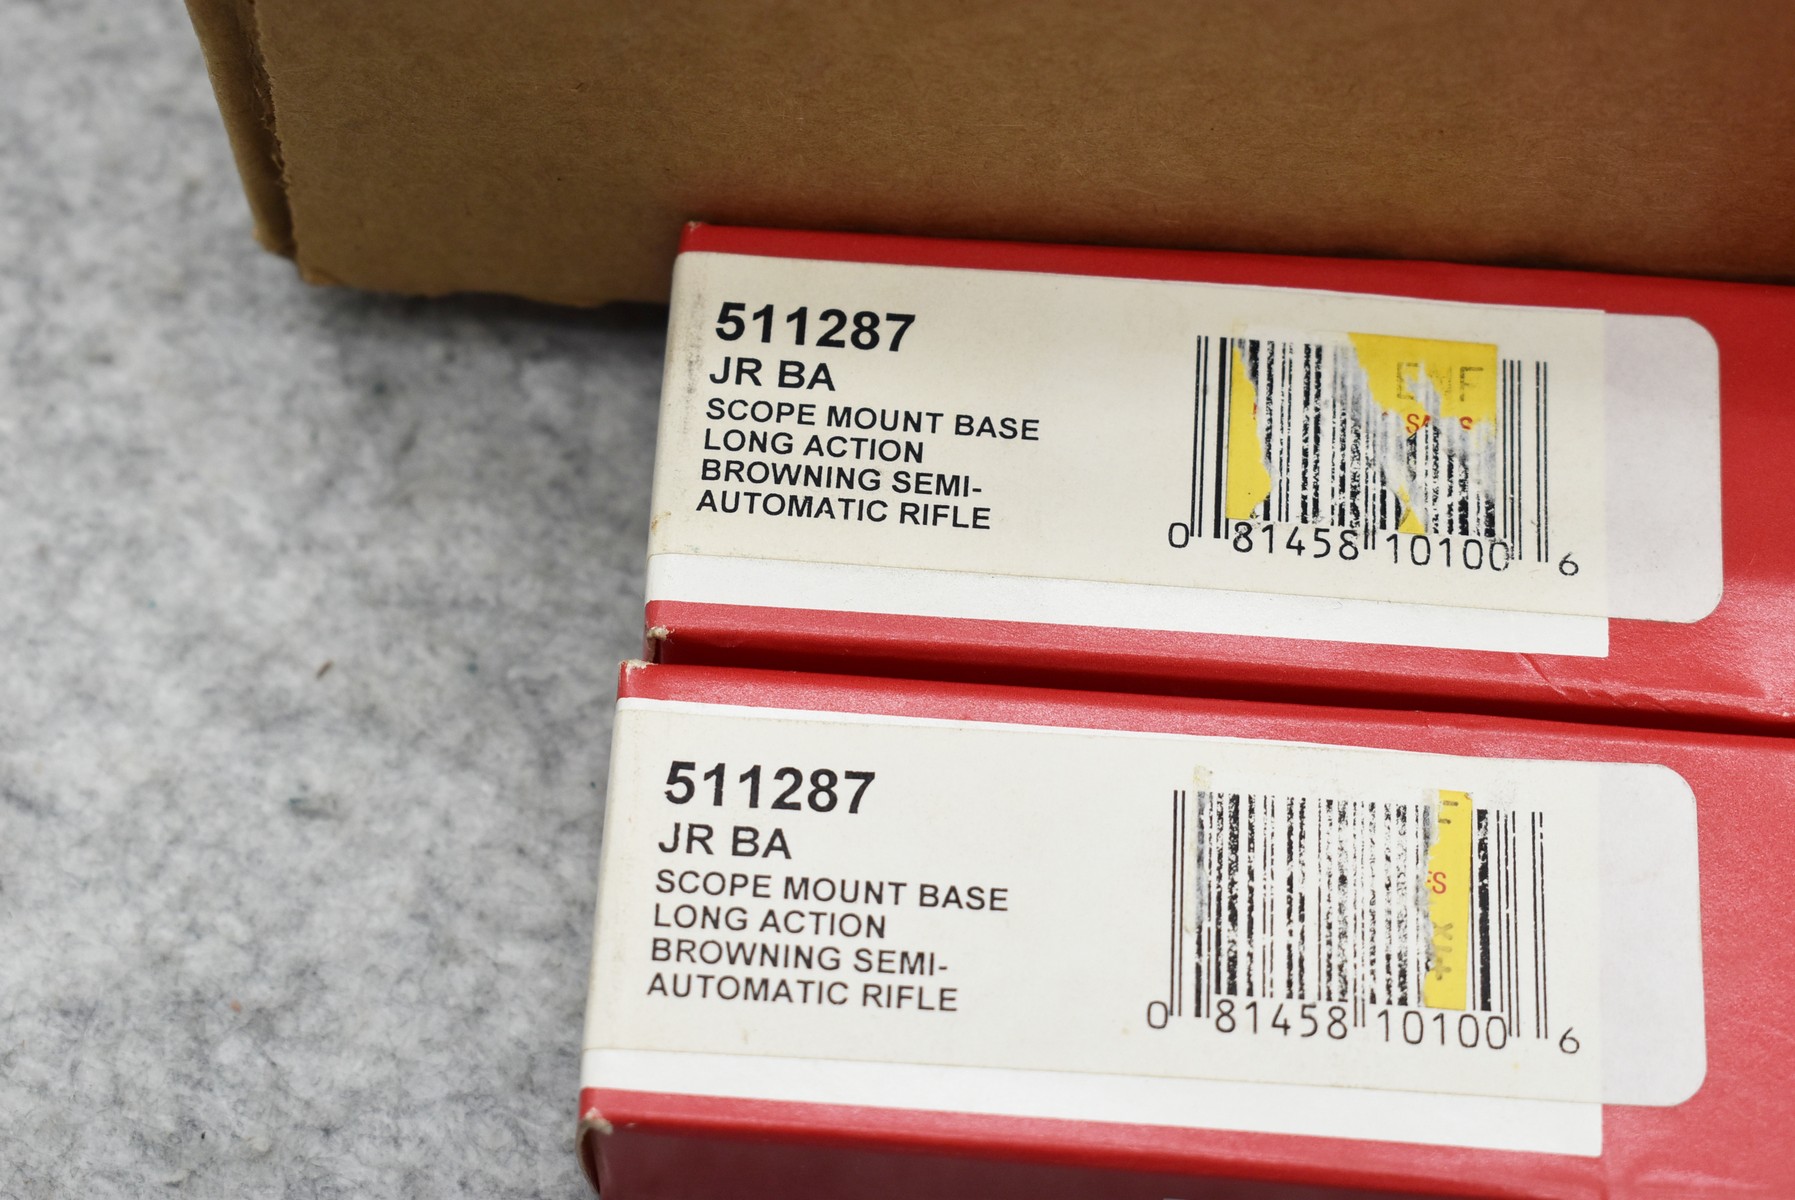 511287
JR BA
SCOPE MOUNT BASE
LONG ACTION
BROWNING SEMI-
AUTOMATIC RIFLE
0 81458 10100 6
511287
JR BA
SCOPE MOUNT BASE
LONG ACTION
BROWNING SEMI-
AUTOMATIC RIFLE
0 81458 10100 6